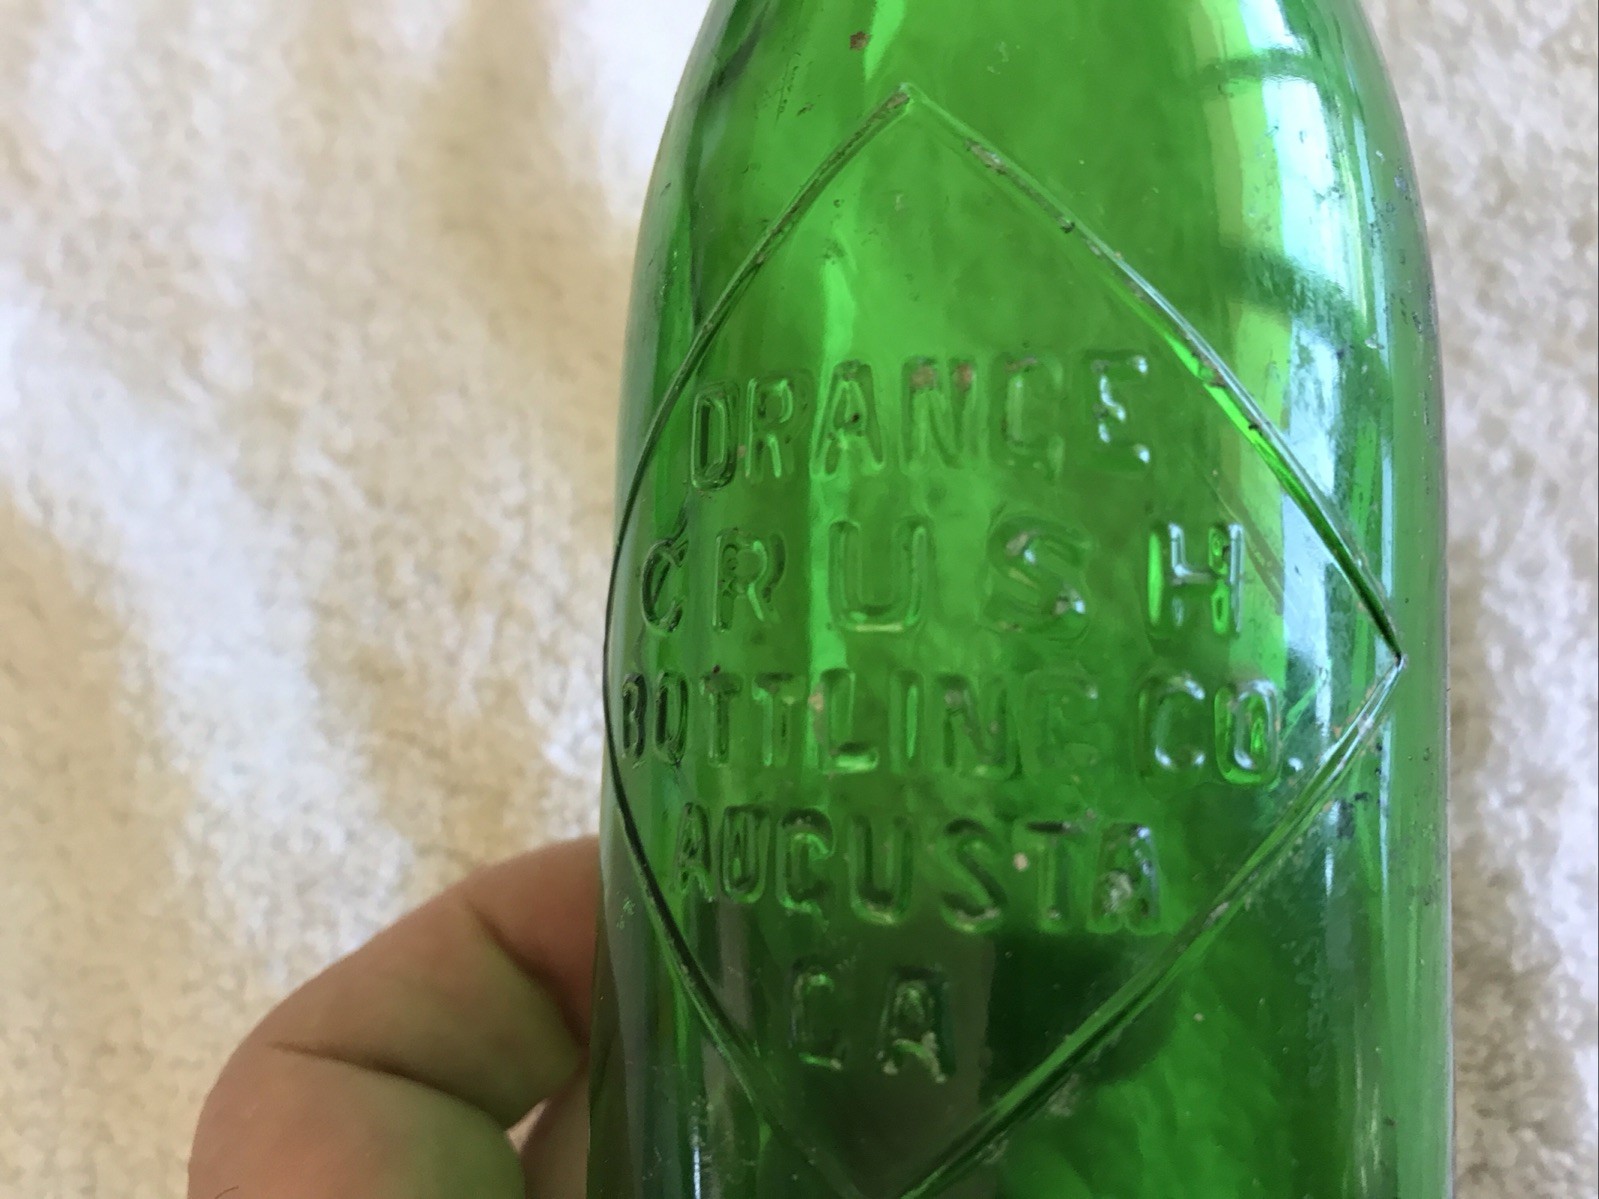 ORANGE
CRUSH
BOTTLING CO.
AUGUSTA
GA